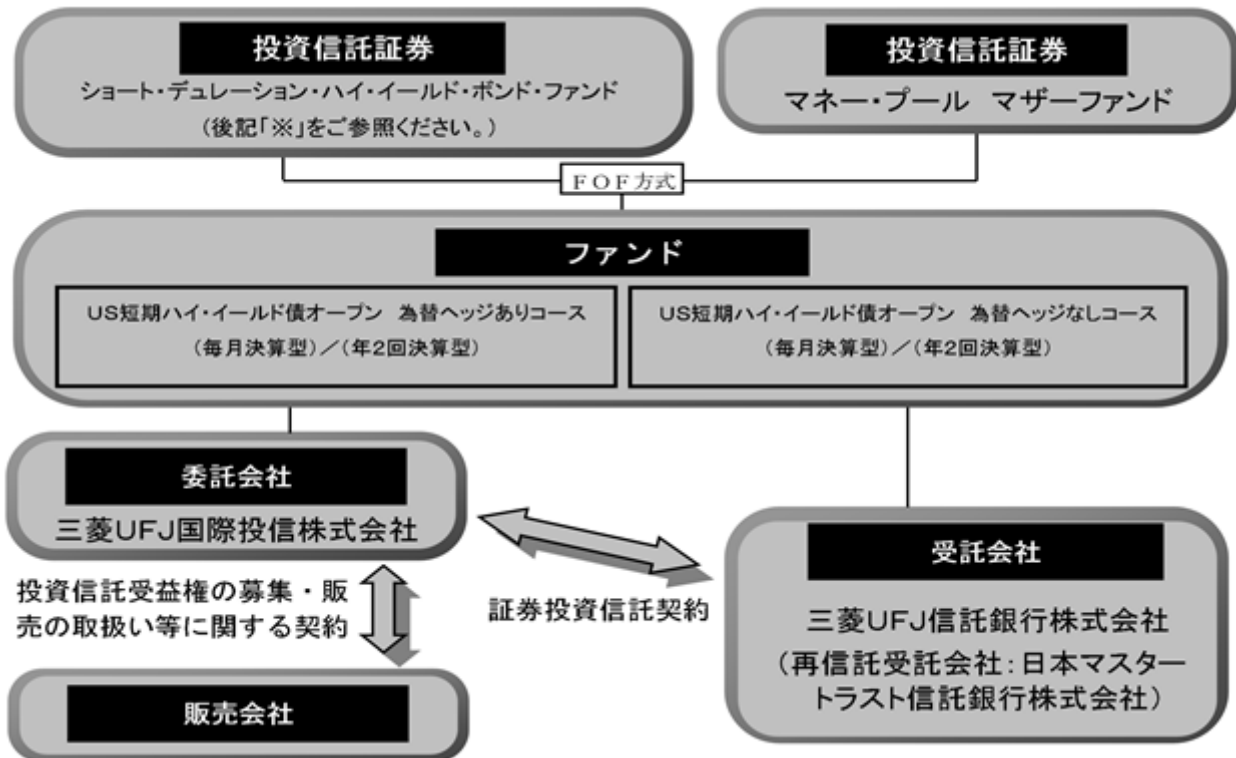 投資信託証券
ショート・デュレーション・ハイ・イールド・ボンド・ファンド
(後記「※」をご参照ください。)
投資信託証券
マネー・プール マザーファンド
FOF方式
ファンド
US短期ハイ・イールド債オープン 為替ヘッジありコース
(毎月決算型)/(年2回決算型)
US短期ハイ・イールド債オープン 為替ヘッジなしコース
(毎月決算型)/(年2回決算型)
委託会社
三菱UFJ国際投信株式会社
投資信託受益権の募集・販
売の取扱い等に関する契約
販売会社
証券投資信託契約
受託会社
三菱UFJ信託銀行株式会社
(再信託受託会社:日本マスター
トラスト信託銀行株式会社)